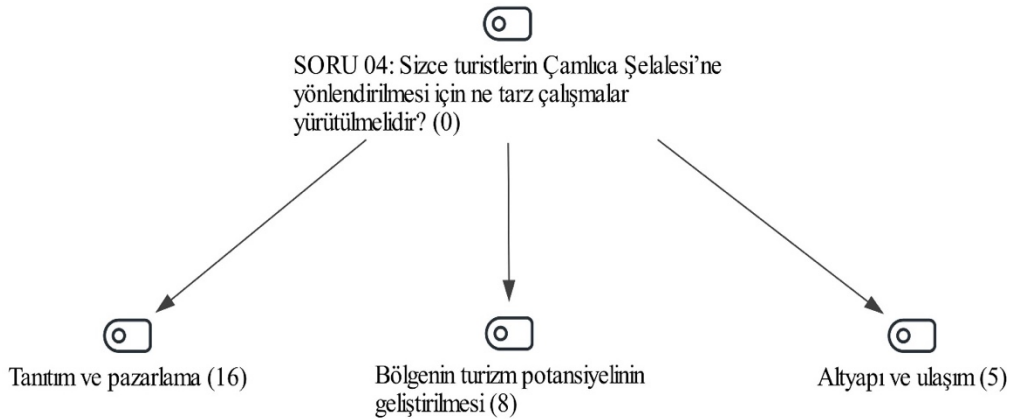 SORU 04: Sizce turistlerin Çamlıca Şelalesi’ne
yönlendirilmesi için ne tarz çalışmalar
yürütülmelidir? (0)
Tanıtım ve pazarlama (16)
Bölgenin turizm potansiyelinin
geliştirilmesi (8)
Altyapı ve ulaşım (5)